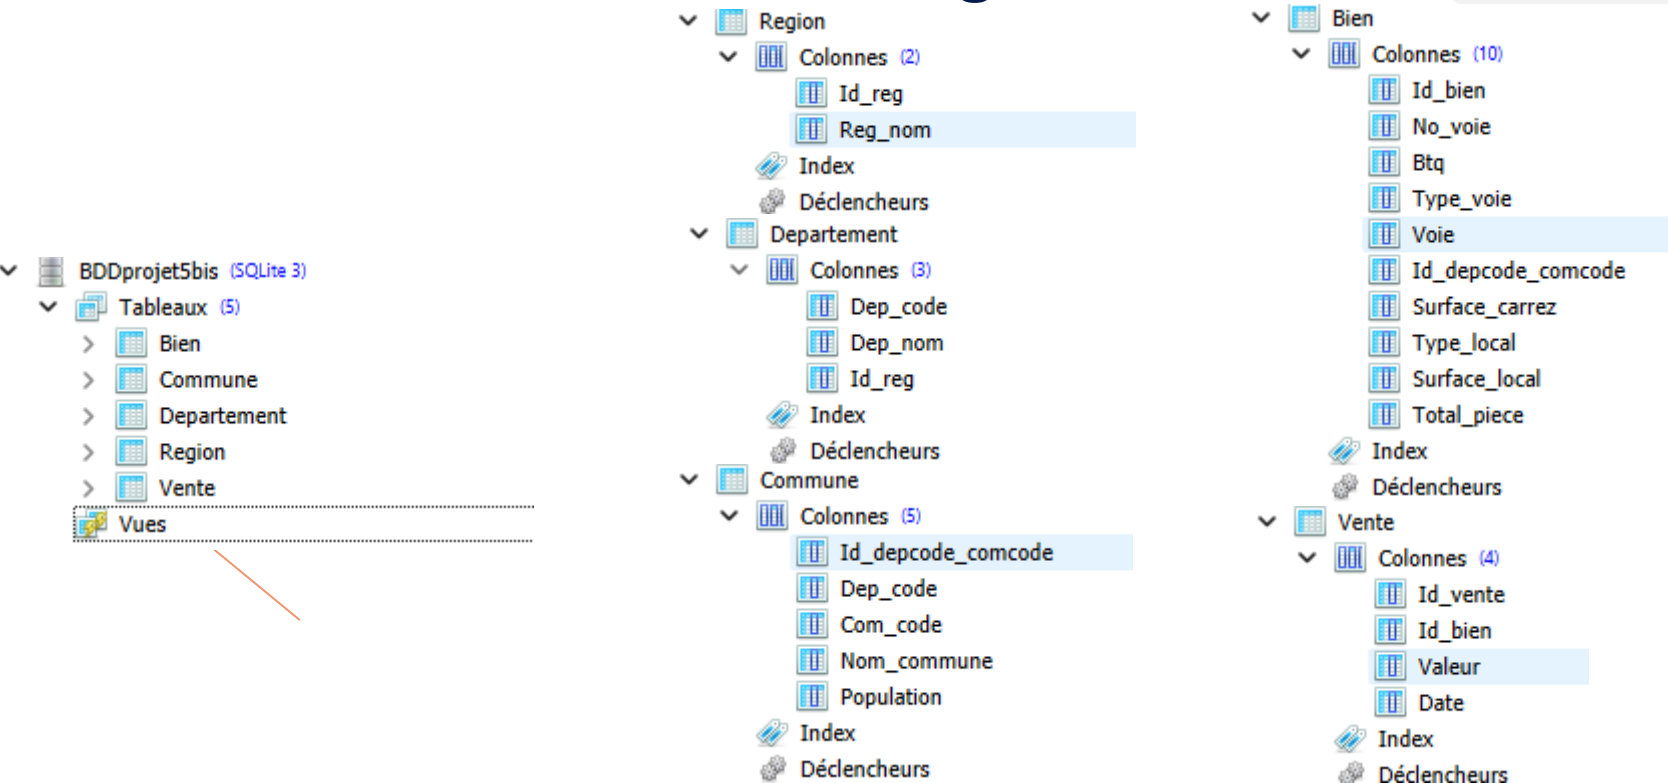 BDDprojet5bis (SQLite 3)
Tableaux (5)
Bien
Commune
Departement
Region
Vente
Vues
Region
Colonnes (2)
Id_reg
Reg_nom
Index
Déclencheurs
Departement
Colonnes (3)
Dep_code
Dep_nom
Id_reg
Index
Déclencheurs
Commune
Colonnes (5)
Id_depcode_comcode
Dep_code
Com_code
Nom_commune
Population
Index
Déclencheurs
Bien
Colonnes (10)
Id_bien
No_voie
Btq
Type_voie
Voie
Id_depcode_comcode
Surface_carrez
Type_local
Surface_local
Total_piece
Index
Déclencheurs
Vente
Colonnes (4)
Id_vente
Id_bien
Valeur
Date
Index
Déclencheurs